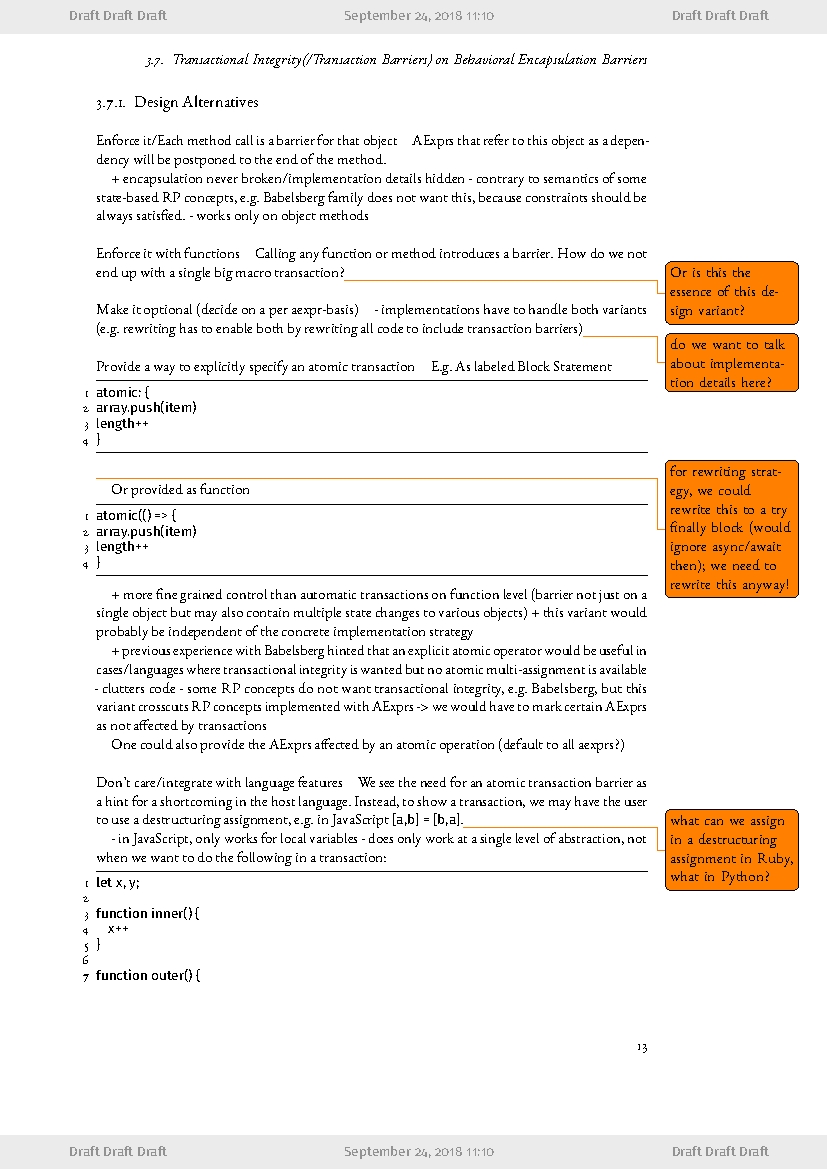 Draft Draft Draft September 24, 2018 11:10 Draft Draft Draft
3.7. Transactional Integrity(/Transaction Barriers) on Behavioral Encapsulation Barriers
3.7.1. Design Alternatives
Enforce it/Each method call is a barrier for that object AExprs that refer to this object as a depen-
dency will be postponed to the end of the method.
+ encapsulation never broken/implementation details hidden - contrary to semantics of some
state-based RP concepts, e.g. Babelsberg family does not want this, because constraints should be
always satisfied. - works only on object methods
Enforce it with functions Calling any function or method introduces a barrier. How do we not
end up with a single big macro transaction?
Or is this the
essence of this de-
sign variant?
Make it optional (decide on a per aexpr-basis) - implementations have to handle both variants
(e.g. rewriting has to enable both by rewriting all code to include transaction barriers)
do we want to talk
about implementa-
tion details here?
Provide a way to explicitly specify an atomic transaction E.g. As labeled Block Statement
1 atomic: {
2 array.push(item)
3 length++
4 }
for rewriting strat-
egy, we could
rewrite this to a try
finally block (would
ignore async/await
then); we need to
rewrite this anyway!
Or provided as function
1 atomic(() => {
2 array.push(item)
3 length++
4 }
+ more fine grained control than automatic transactions on function level (barrier not just on a
single object but may also contain multiple state changes to various objects) + this variant would
probably be independent of the concrete implementation strategy
+ previous experience with Babelsberg hinted that an explicit atomic operator would be useful in
cases/languages where transactional integrity is wanted but no atomic multi-assignment is available
- clutters code - some RP concepts do not want transactional integrity, e.g. Babelsberg, but this
variant crosscuts RP concepts implemented with AExprs -> we would have to mark certain AExprs
as not affected by transactions
One could also provide the AExprs affected by an atomic operation (default to all aexprs?)
Don't care/integrate with language features We see the need for an atomic transaction barrier as
a hint for a shortcoming in the host language. Instead, to show a transaction, we may have the user
to use a destructuring assignment, e.g. in JavaScript [a,b] = [b,a].
what can we assign
in a destructuring
assignment in Ruby,
what in Python?
- in JavaScript, only works for local variables - does only work at a single level of abstraction, not
when we want to do the following in a transaction:
1 let x, y;
2
3 function inner() {
4 x++
5 }
6
7 function outer() {
13
Draft Draft Draft September 24, 2018 11:10 Draft Draft Draft